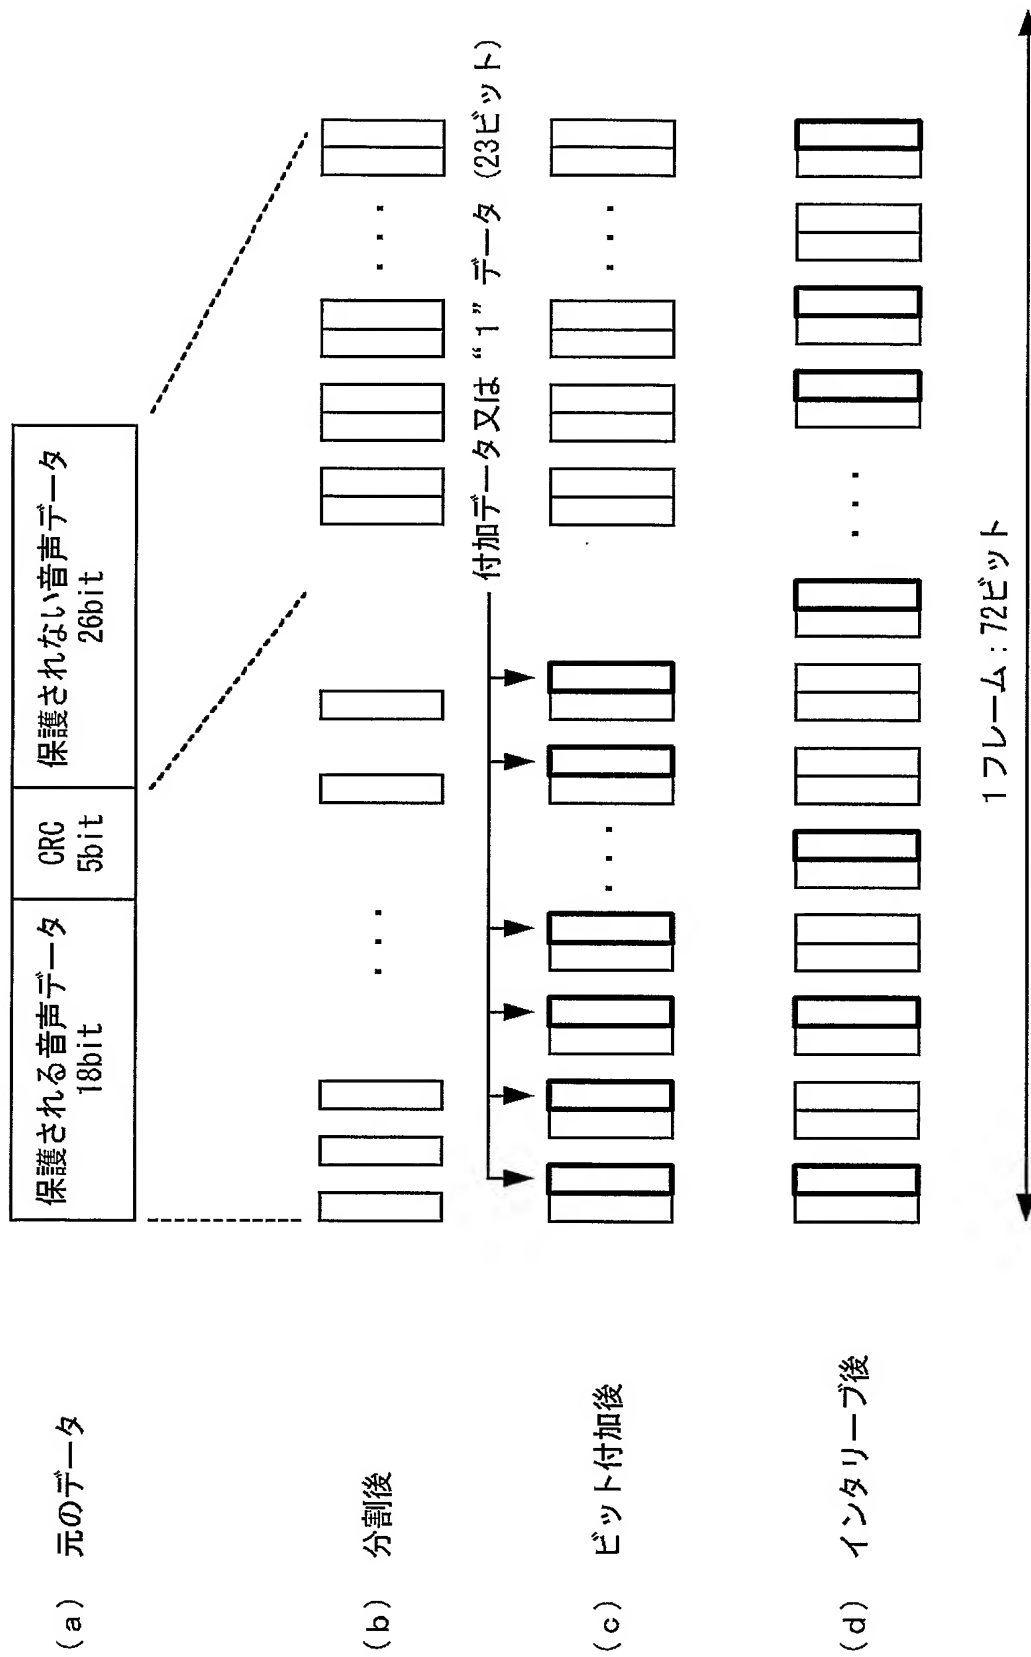 (a) 元のデータ
保護される音声データ
18bit
CRC
5bit
保護されない音声データ
26bit
(b) 分割後
・・・
・・・
付加データ又は“1”データ (23ビット)
(c) ビット付加後
・・・
・・・
(d) インタリーブ後
・・・
1フレーム:72ビット